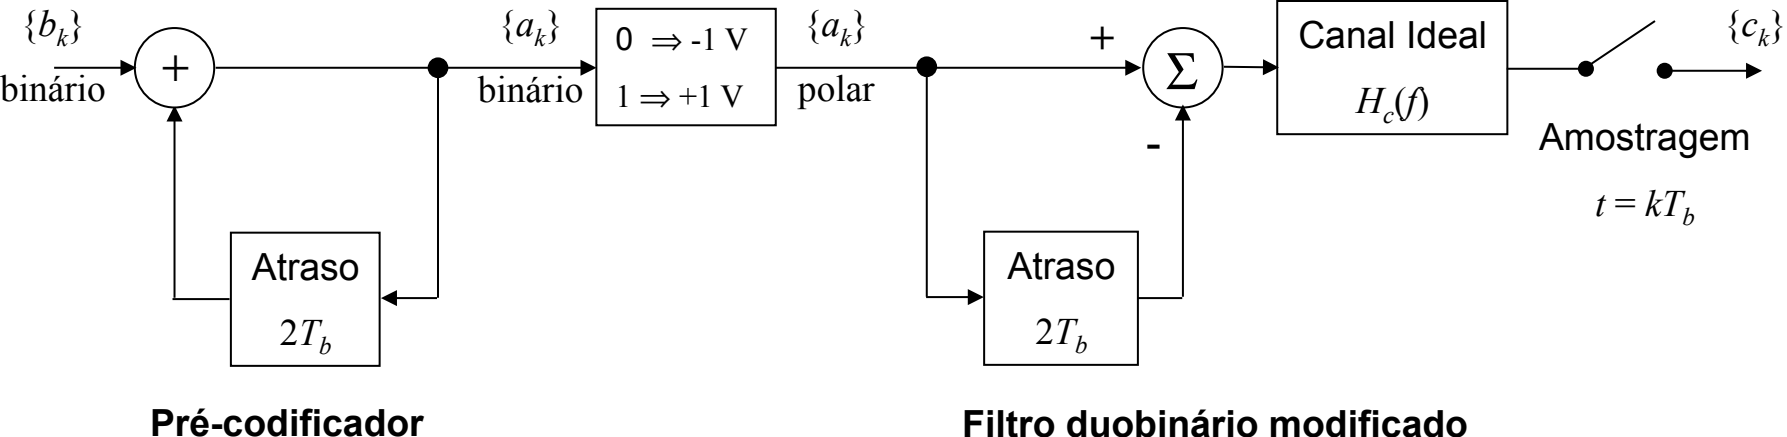 {b_k}
binário
+
{a_k}
binário
0 ⇒ -1 V
1 ⇒ +1 V
{a_k}
polar
+
Σ
-
Canal Ideal
H_c(f)
{c_k}
Amostragem
t = kT_b
Atraso
2T_b
Atraso
2T_b
Pré-codificador
Filtro duobinário modificado